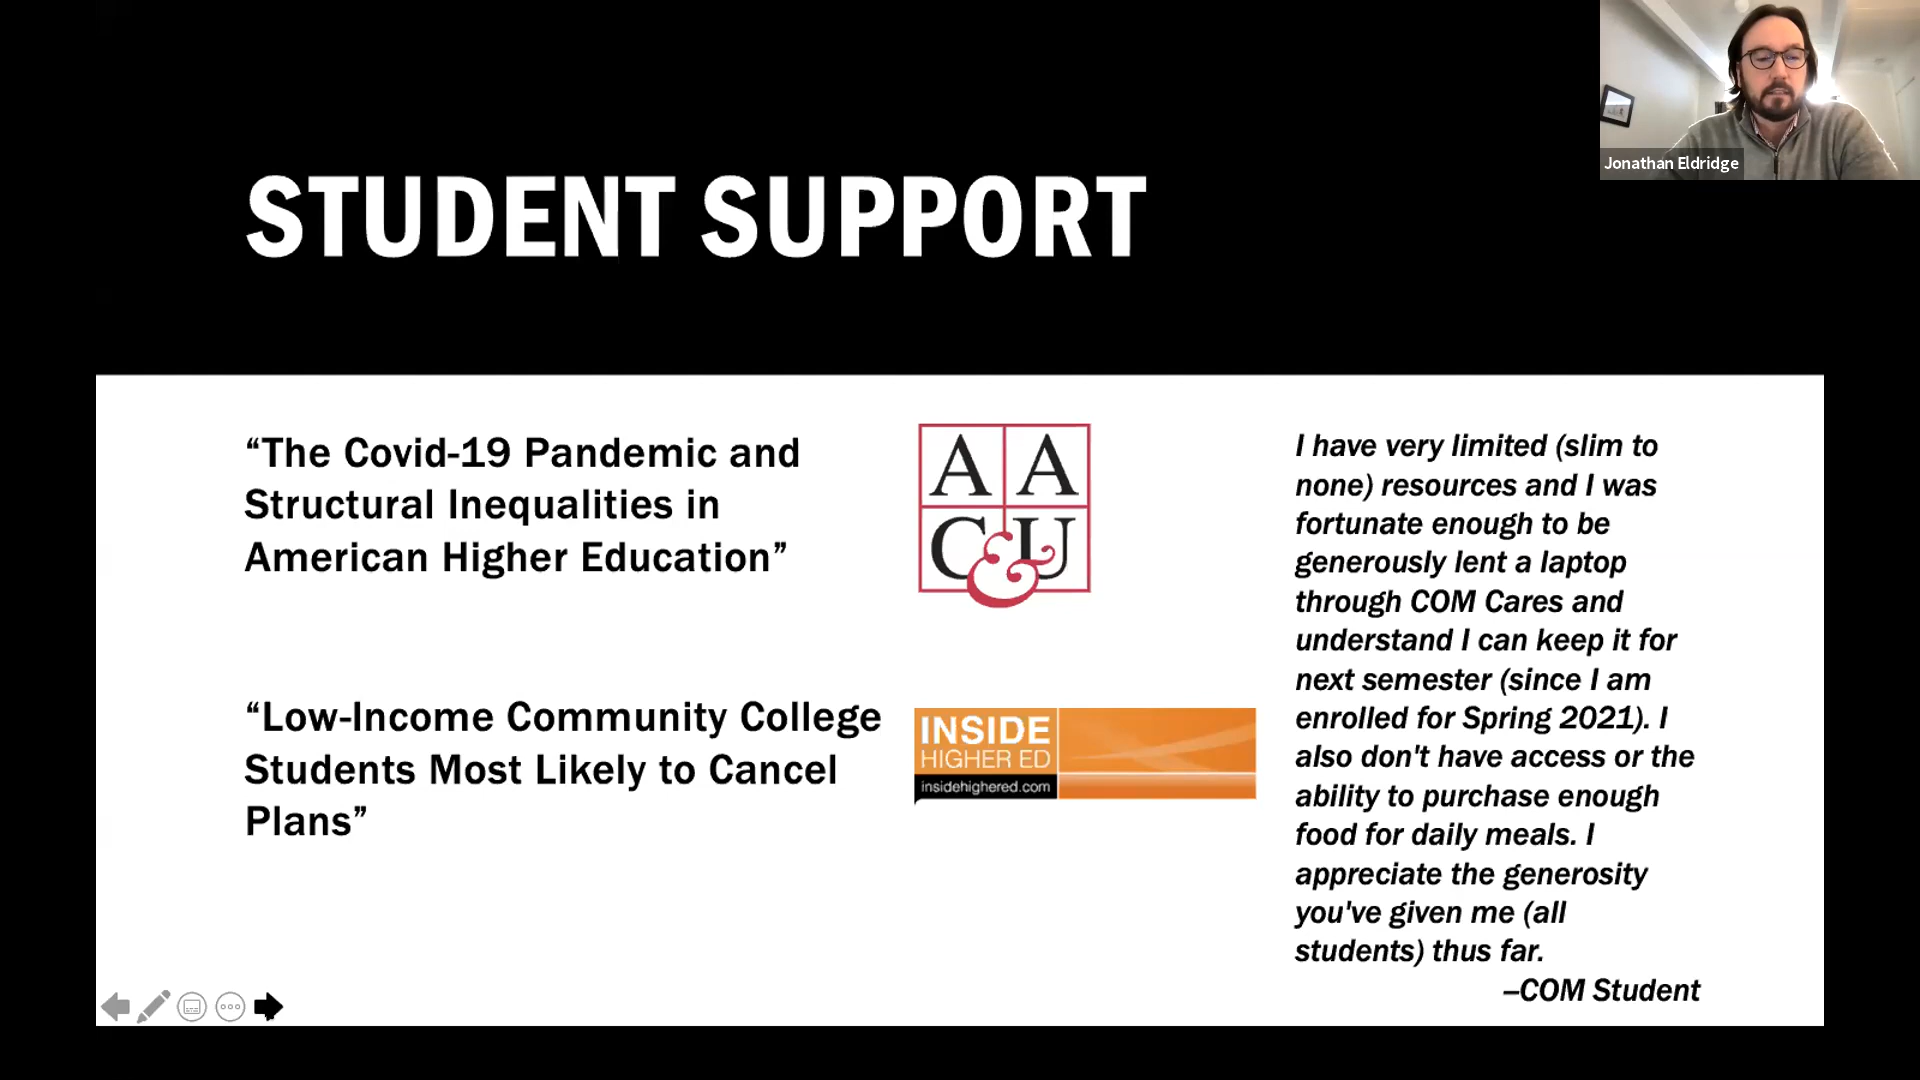 Jonathan Eldridge
STUDENT SUPPORT
“The Covid-19 Pandemic and
Structural Inequalities in
American Higher Education”
A A
C & U
“Low-Income Community College
Students Most Likely to Cancel
Plans”
INSIDE
HIGHER ED
insidehighered.com
I have very limited (slim to
none) resources and I was
fortunate enough to be
generously lent a laptop
through COM Cares and
understand I can keep it for
next semester (since I am
enrolled for Spring 2021). I
also don't have access or the
ability to purchase enough
food for daily meals. I
appreciate the generosity
you've given me (all
students) thus far.
–COM Student